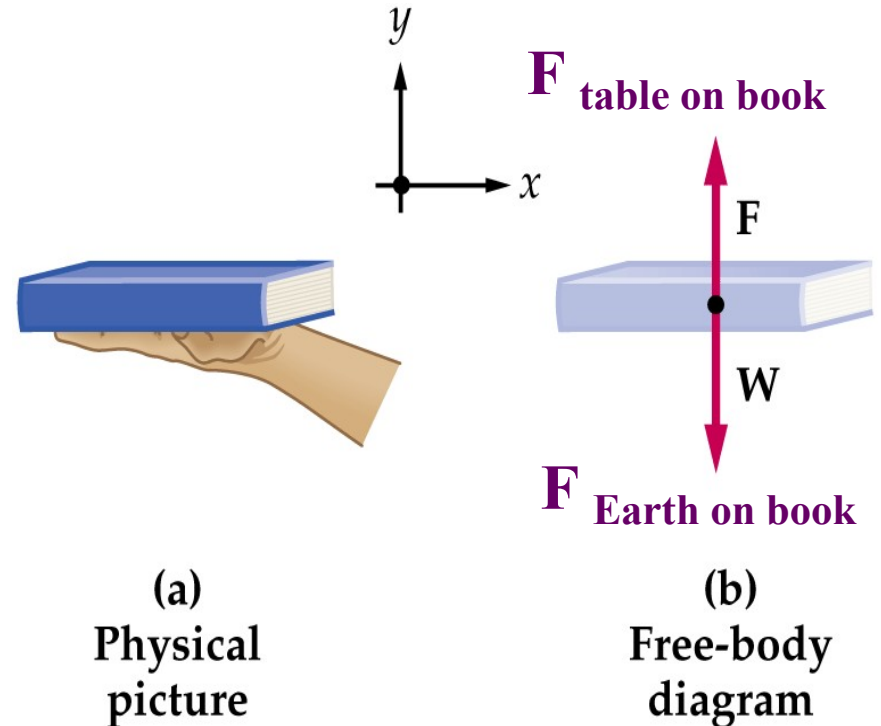 y
x
F table on book
F
W
F Earth on book
(a)
Physical
picture
(b)
Free-body
diagram